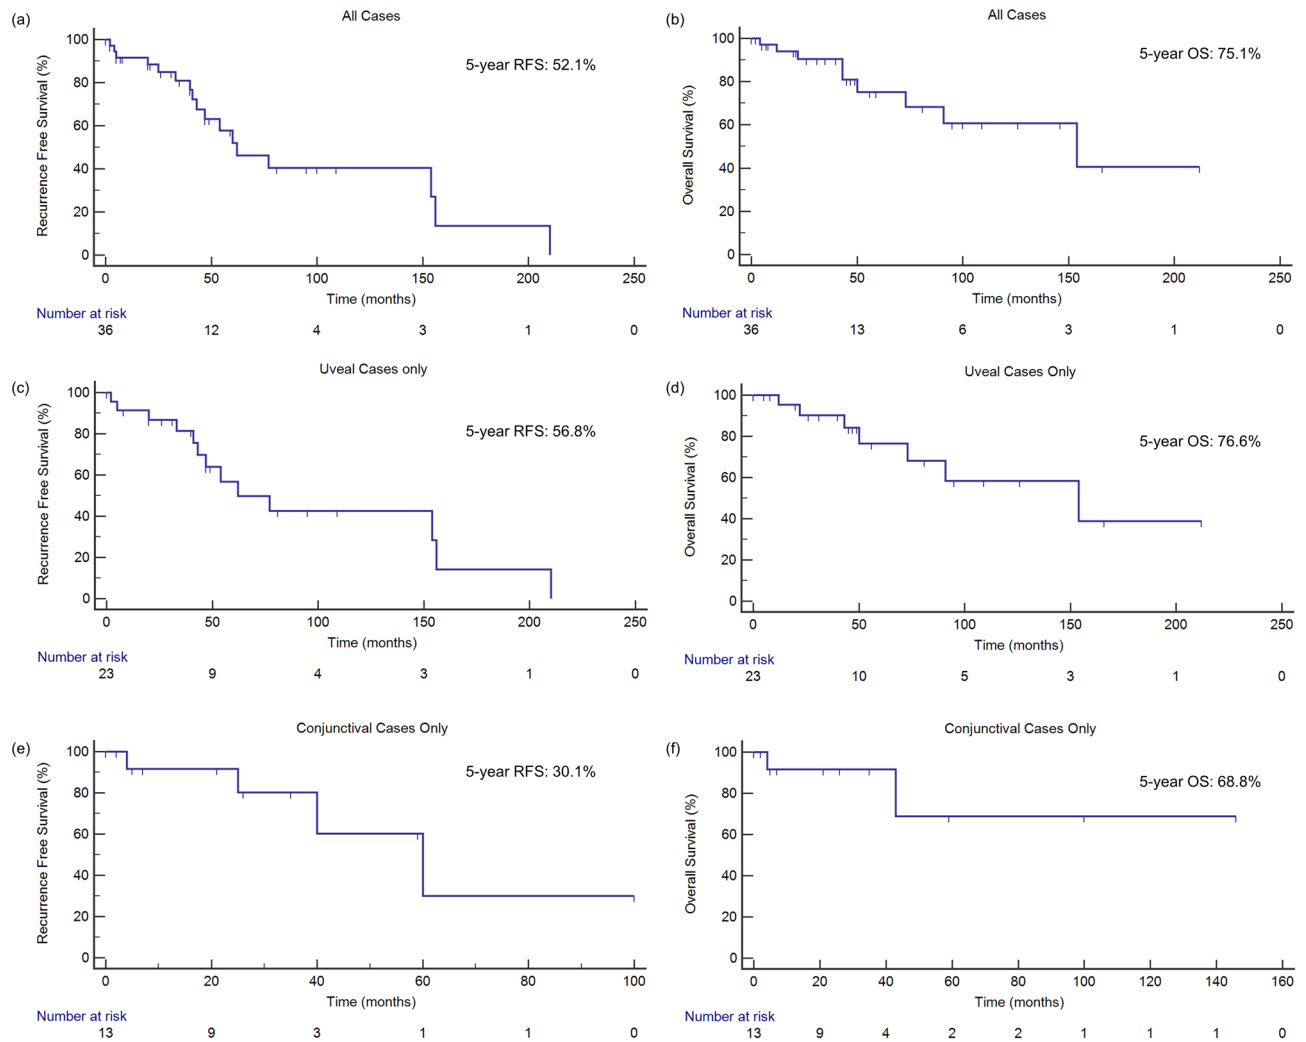 (a)
All Cases
Recurrence Free Survival (%)
100
80
60
40
20
0
5-year RFS: 52.1%
0 50 100 150 200 250
Time (months)
Number at risk
36 12 4 3 1 0
(b)
All Cases
Overall Survival (%)
100
80
60
40
20
0
5-year OS: 75.1%
0 50 100 150 200 250
Time (months)
Number at risk
36 13 6 3 1 0
(c)
Uveal Cases only
Recurrence Free Survival (%)
100
80
60
40
20
0
5-year RFS: 56.8%
0 50 100 150 200 250
Time (months)
Number at risk
23 9 4 3 1 0
(d)
Uveal Cases Only
Overall Survival (%)
100
80
60
40
20
0
5-year OS: 76.6%
0 50 100 150 200 250
Time (months)
Number at risk
23 10 5 3 1 0
(e)
Conjunctival Cases Only
Recurrence Free Survival (%)
100
80
60
40
20
0
5-year RFS: 30.1%
0 20 40 60 80 100
Time (months)
Number at risk
13 9 3 1 1 0
(f)
Conjunctival Cases Only
Overall Survival (%)
100
80
60
40
20
0
5-year OS: 68.8%
0 20 40 60 80 100 120 140 160
Time (months)
Number at risk
13 9 4 2 2 1 1 1 0